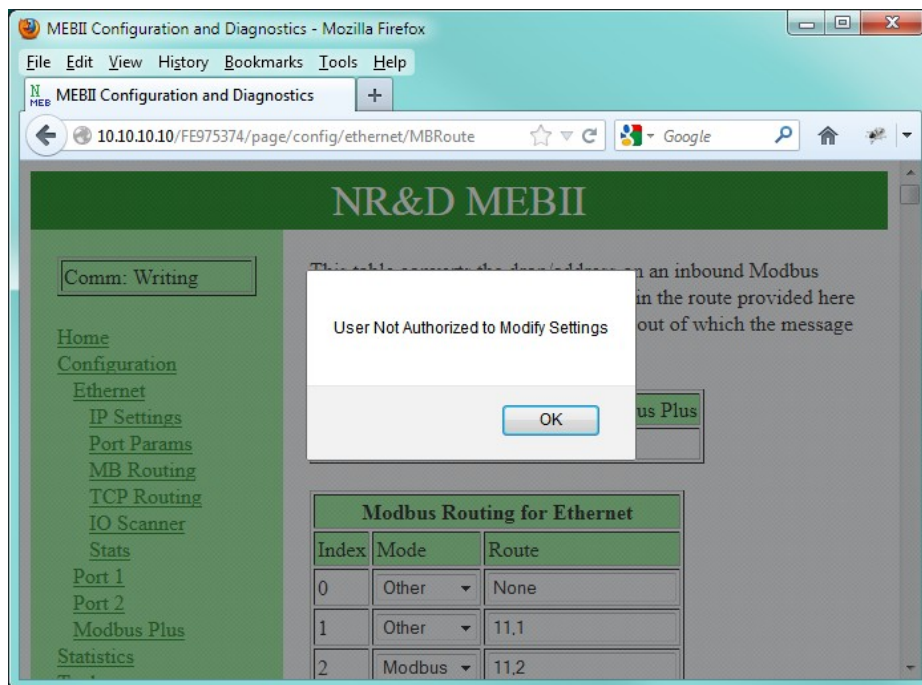 MEBII Configuration and Diagnostics - Mozilla Firefox
File Edit View History Bookmarks Tools Help
N MEB MEBII Configuration and Diagnostics +
10.10.10.10/FE975374/page/config/ethernet/MBRoute Google
NR&D MEBII
Comm: Writing
an inbound Modbus
in the route provided here
out of which the message
User Not Authorized to Modify Settings
OK
us Plus
Home
Configuration
Ethernet
IP Settings
Port Params
MB Routing
TCP Routing
IO Scanner
Stats
Port 1
Port 2
Modbus Plus
Statistics
Modbus Routing for Ethernet
Index Mode Route
0 Other None
1 Other 11,1
2 Modbus 11,2